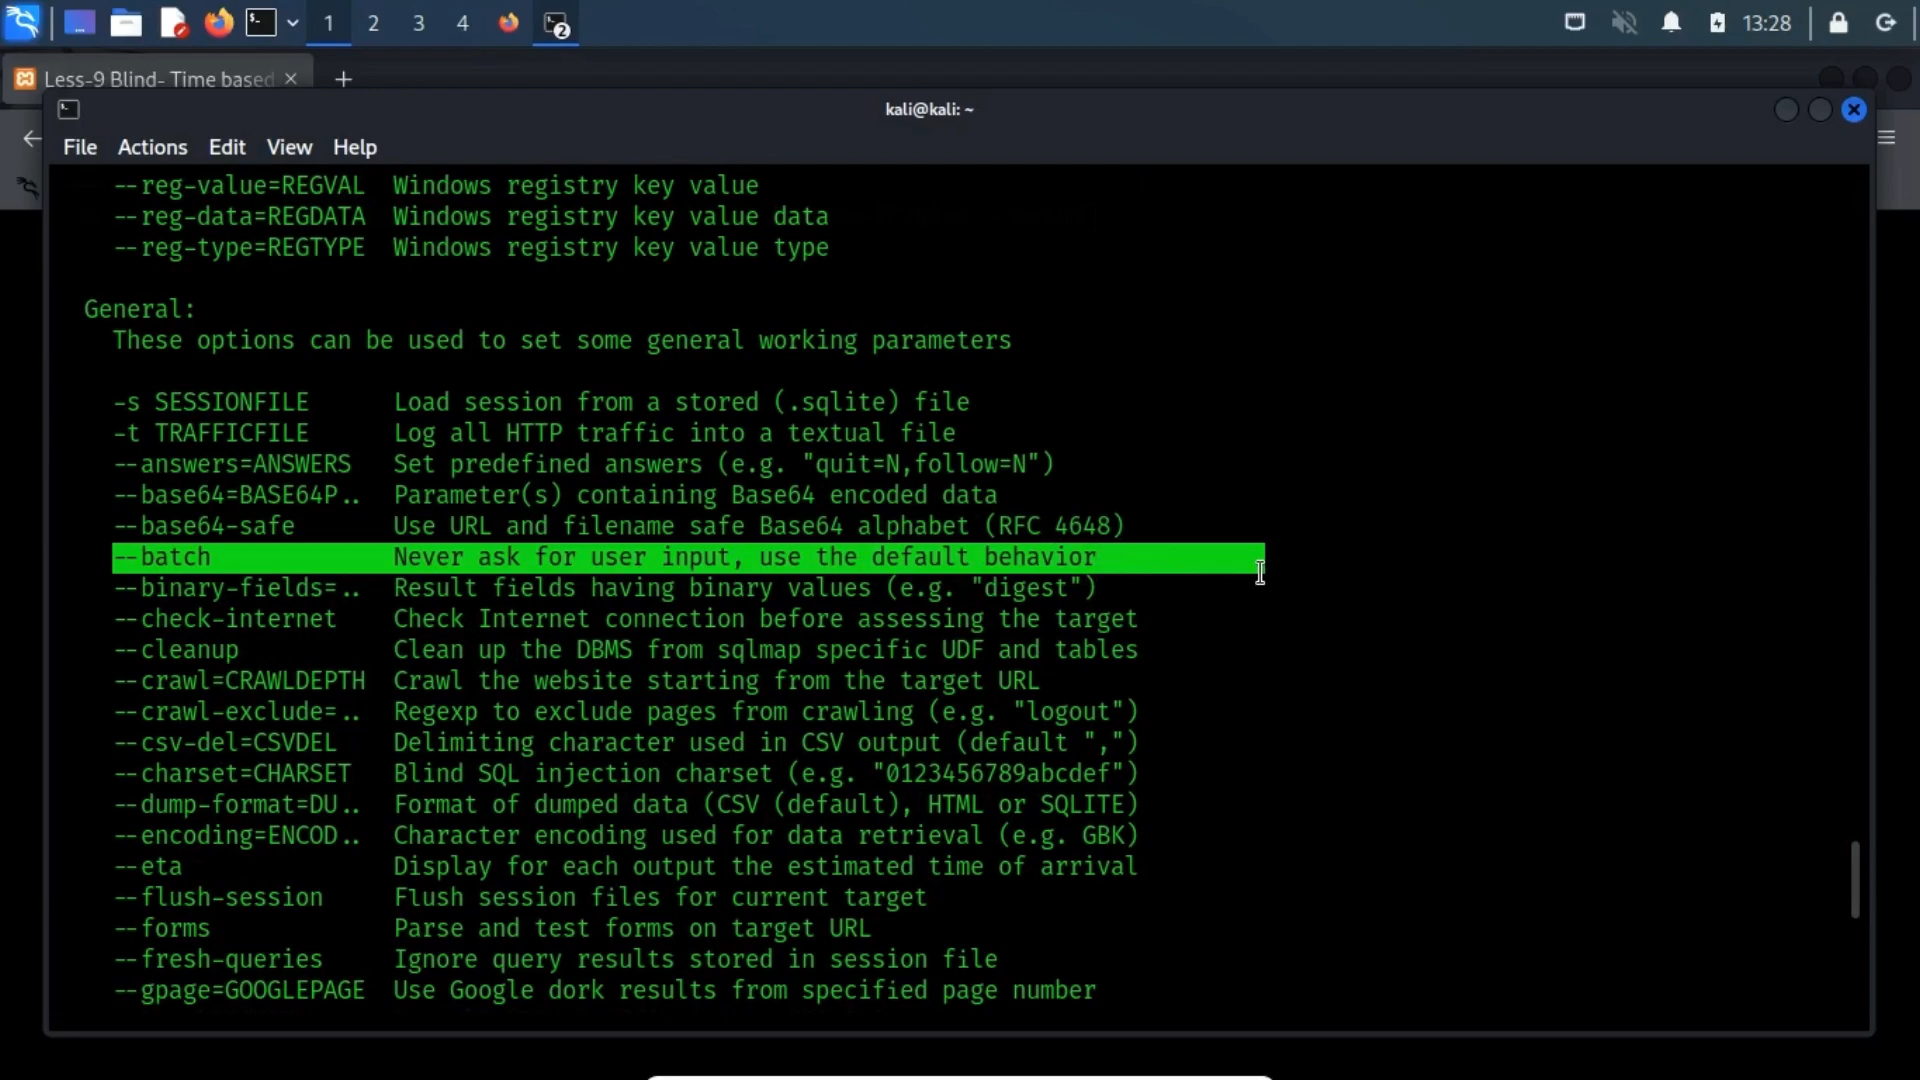 1 2 3 4 2 13:28
Less-9 Blind- Time based
kali@kali: ~
File Actions Edit View Help
--reg-value=REGVAL Windows registry key value
--reg-data=REGDATA Windows registry key value data
--reg-type=REGTYPE Windows registry key value type
General:
These options can be used to set some general working parameters
-s SESSIONFILE Load session from a stored (.sqlite) file
-t TRAFFICFILE Log all HTTP traffic into a textual file
--answers=ANSWERS Set predefined answers (e.g. "quit=N,follow=N")
--base64=BASE64P.. Parameter(s) containing Base64 encoded data
--base64-safe Use URL and filename safe Base64 alphabet (RFC 4648)
--batch Never ask for user input, use the default behavior
--binary-fields=.. Result fields having binary values (e.g. "digest")
--check-internet Check Internet connection before assessing the target
--cleanup Clean up the DBMS from sqlmap specific UDF and tables
--crawl=CRAWLDEPTH Crawl the website starting from the target URL
--crawl-exclude=.. Regexp to exclude pages from crawling (e.g. "logout")
--csv-del=CSVDEL Delimiting character used in CSV output (default ",")
--charset=CHARSET Blind SQL injection charset (e.g. "0123456789abcdef")
--dump-format=DU.. Format of dumped data (CSV (default), HTML or SQLITE)
--encoding=ENCOD.. Character encoding used for data retrieval (e.g. GBK)
--eta Display for each output the estimated time of arrival
--flush-session Flush session files for current target
--forms Parse and test forms on target URL
--fresh-queries Ignore query results stored in session file
--gpage=GOOGLEPAGE Use Google dork results from specified page number